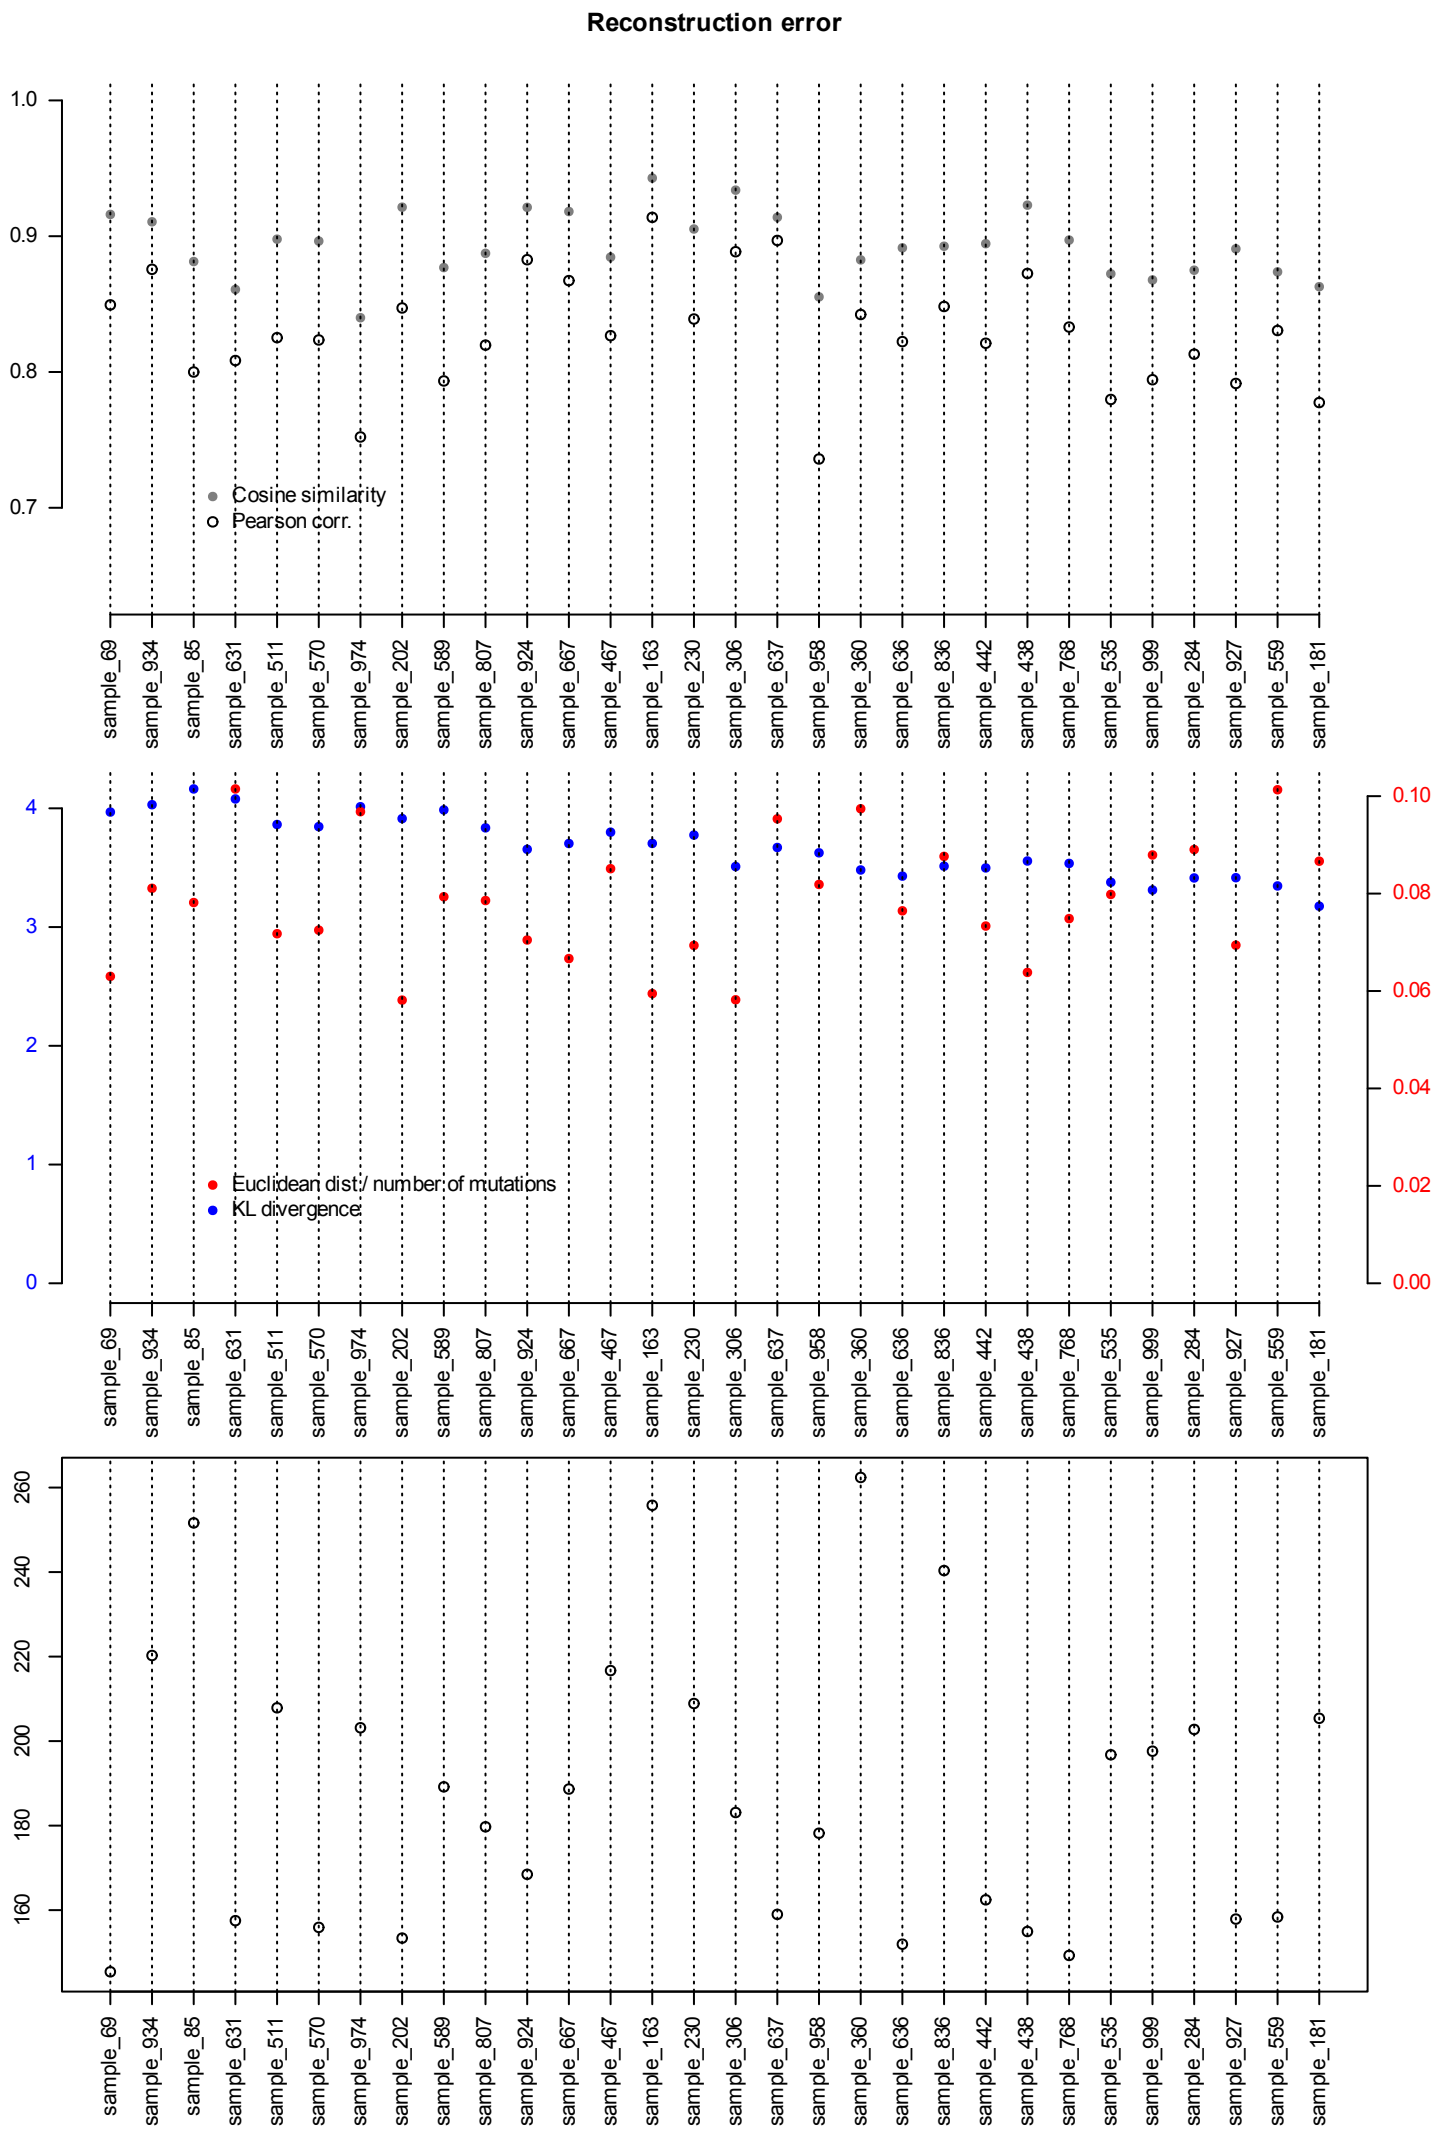 Reconstruction error
1.0
0.9
0.8
0.7
Cosine similarity
Pearson corr.
sample_69
sample_934
sample_85
sample_631
sample_511
sample_570
sample_974
sample_202
sample_589
sample_807
sample_924
sample_667
sample_467
sample_163
sample_230
sample_306
sample_637
sample_958
sample_360
sample_636
sample_836
sample_442
sample_438
sample_768
sample_535
sample_999
sample_284
sample_927
sample_559
sample_181
4
3
2
1
0
0.10
0.08
0.06
0.04
0.02
0.00
Euclidean dist./ number of mutations
KL divergence
sample_69
sample_934
sample_85
sample_631
sample_511
sample_570
sample_974
sample_202
sample_589
sample_807
sample_924
sample_667
sample_467
sample_163
sample_230
sample_306
sample_637
sample_958
sample_360
sample_636
sample_836
sample_442
sample_438
sample_768
sample_535
sample_999
sample_284
sample_927
sample_559
sample_181
260
240
220
200
180
160
sample_69
sample_934
sample_85
sample_631
sample_511
sample_570
sample_974
sample_202
sample_589
sample_807
sample_924
sample_667
sample_467
sample_163
sample_230
sample_306
sample_637
sample_958
sample_360
sample_636
sample_836
sample_442
sample_438
sample_768
sample_535
sample_999
sample_284
sample_927
sample_559
sample_181